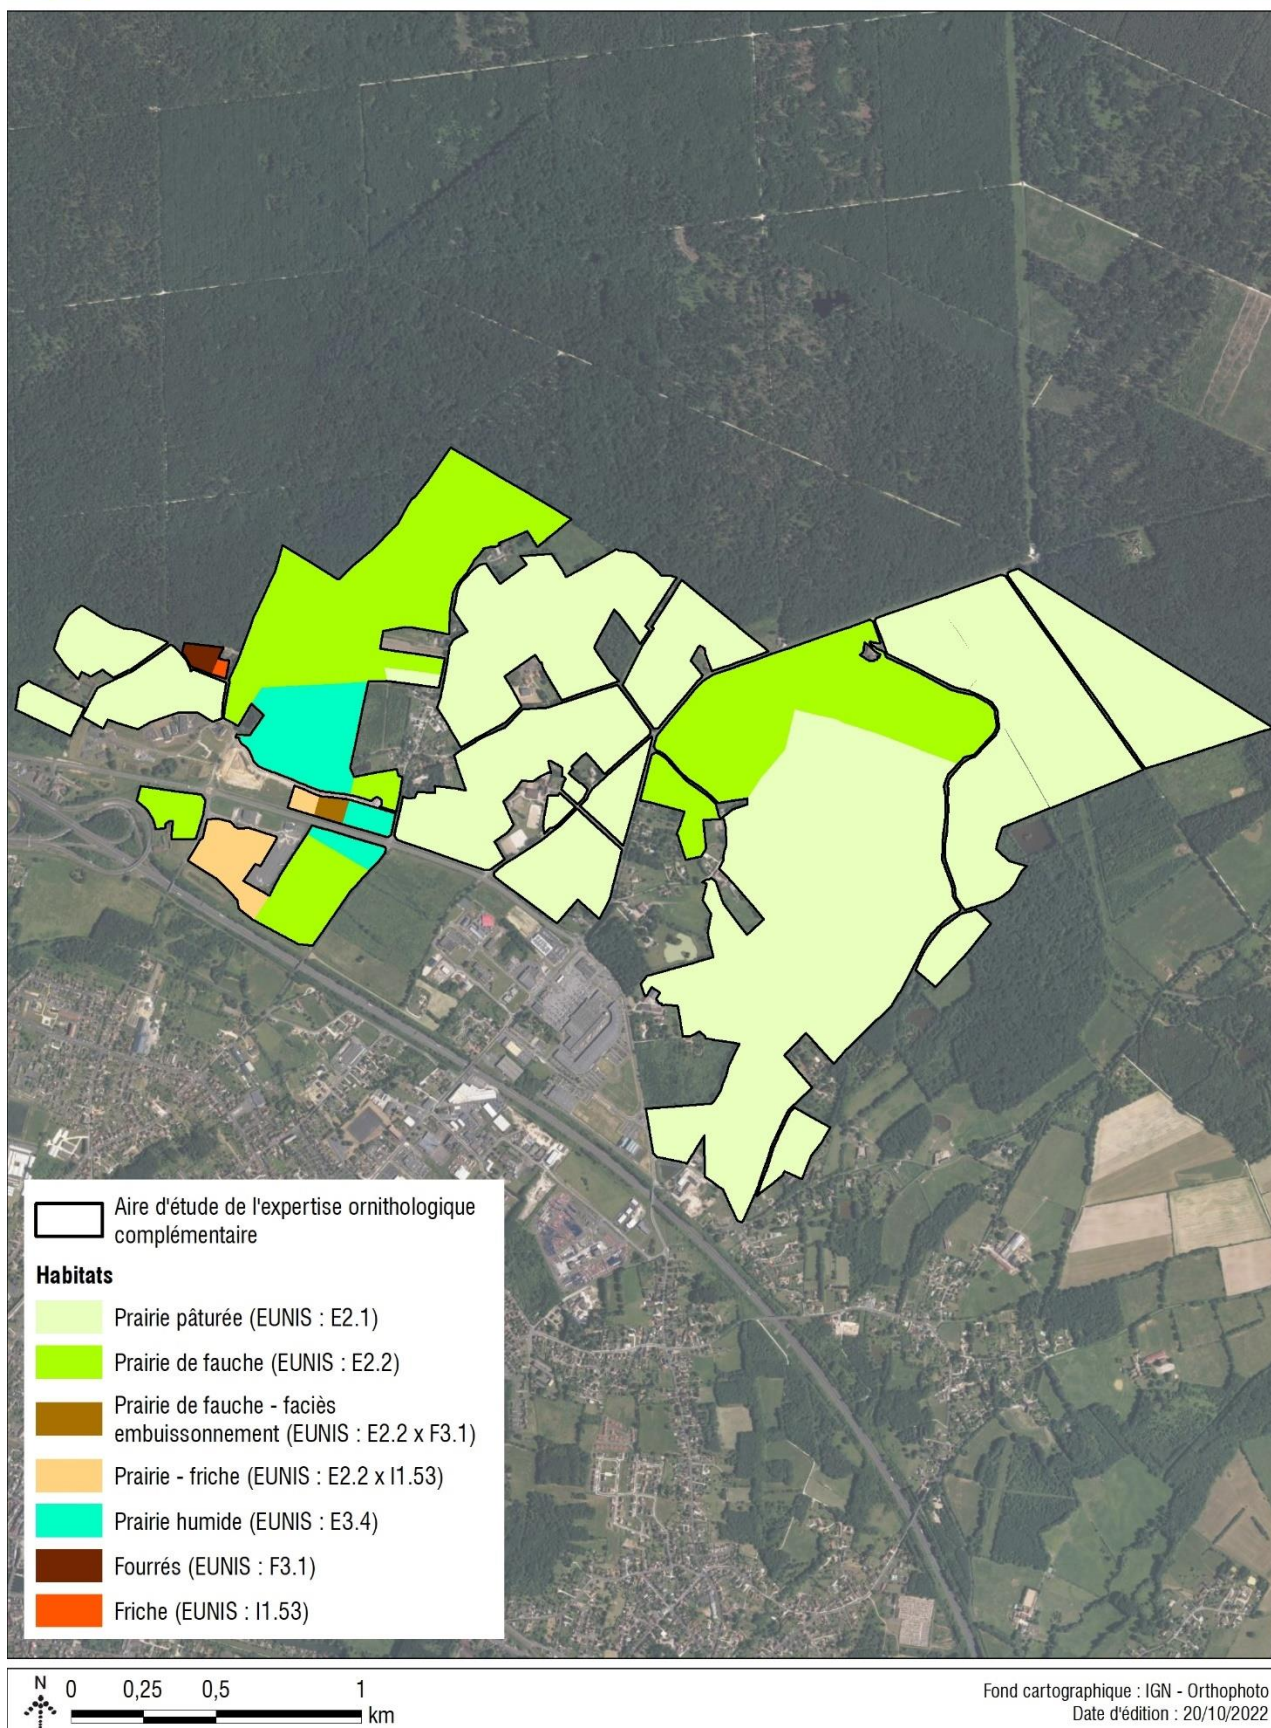 Aire d'étude de l'expertise ornithologique
complémentaire
Habitats
Prairie pâturée (EUNIS : E2.1)
Prairie de fauche (EUNIS : E2.2)
Prairie de fauche - faciès
embuissonnement (EUNIS : E2.2 x F3.1)
Prairie - friche (EUNIS : E2.2 x I1.53)
Prairie humide (EUNIS : E3.4)
Fourrés (EUNIS : F3.1)
Friche (EUNIS : I1.53)
N
0 0,25 0,5 1
km
Fond cartographique : IGN - Orthophoto
Date d'édition : 20/10/2022